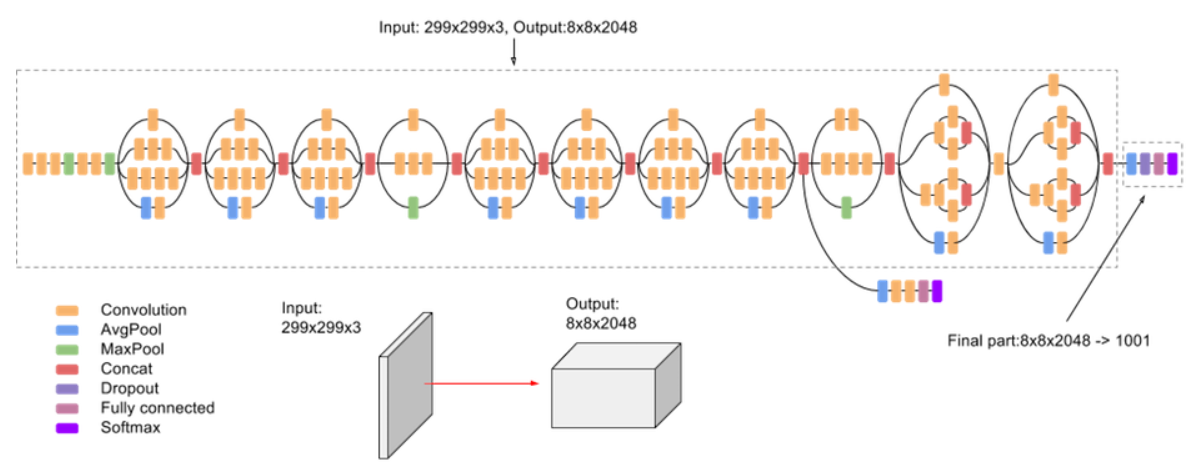 Input: 299x299x3, Output:8x8x2048
Convolution
AvgPool
MaxPool
Concat
Dropout
Fully connected
Softmax
Input:
299x299x3
Output:
8x8x2048
Final part:8x8x2048 -> 1001